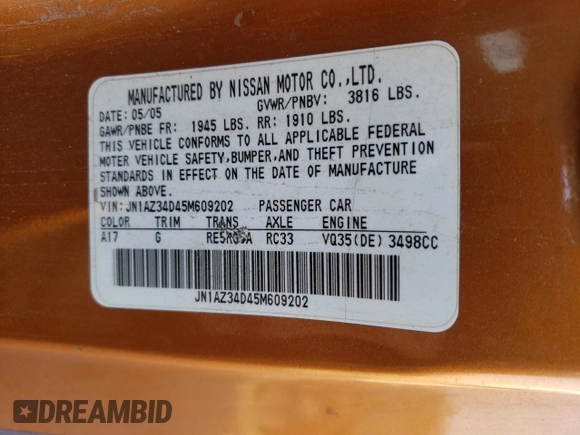 MANUFACTURED BY NISSAN MOTOR CO.,LTD.
DATE: 05/05 GVWR/PNBV: 3816 LBS.
GAWR/PNBE FR: 1945 LBS. RR: 1910 LBS.
THIS VEHICLE CONFORMS TO ALL APPLICABLE FEDERAL
MOTER VEHICLE SAFETY,BUMPER,AND THEFT PREVENTION
STANDARDS IN EFFECT ON THE DATE OF MANUFACTURE
SHOWN ABOVE.
VIN: JN1AZ34D45M609202 PASSENGER CAR
COLOR TRIM TRANS AXLE ENGINE
A17 G RE5R05A RC33 VQ35(DE) 3498CC
JN1AZ34D45M609202
DREAMBID